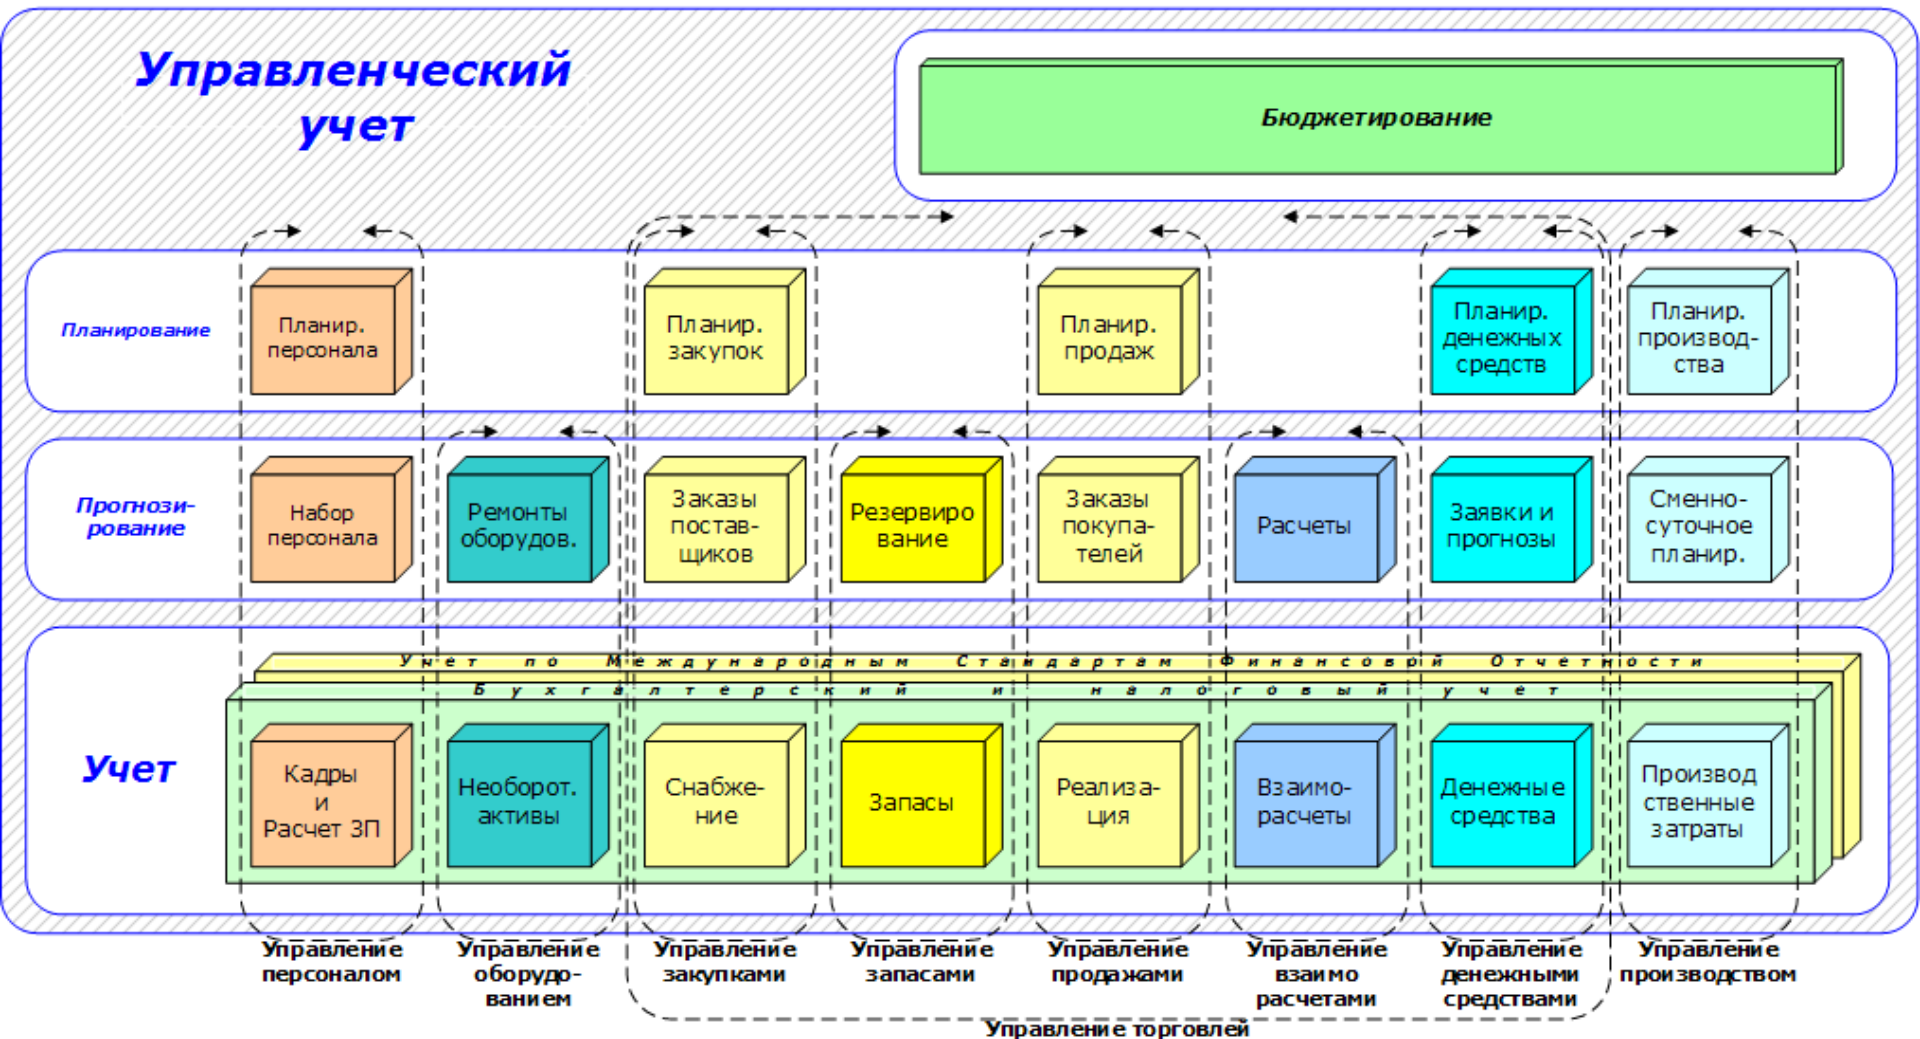 Управленческий
учет
Бюджетирование
Планирование
Планир.
персонала
Планир.
закупок
Планир.
продаж
Планир.
денежных
средств
Планир.
производ-
ства
Прогнози-
рование
Набор
персонала
Ремонты
оборудов.
Заказы
постав-
щиков
Резервиро
вание
Заказы
покупа-
телей
Расчеты
Заявки и
прогнозы
Сменно-
суточное
планир.
Учет по Международным Стандартам Финансовой Отчетности
Бухгалтерский и налоговый учет
Учет
Кадры
и
Расчет ЗП
Необорот.
активы
Снабже-
ние
Запасы
Реализа-
ция
Взаимо-
расчеты
Денежные
средства
Производ
ственные
затраты
Управление
персоналом
Управление
оборудо-
ванием
Управление
закупками
Управление
запасами
Управление
продажами
Управление
взаимо
расчетами
Управление
денежными
средствами
Управление
производством
Управление торговлей